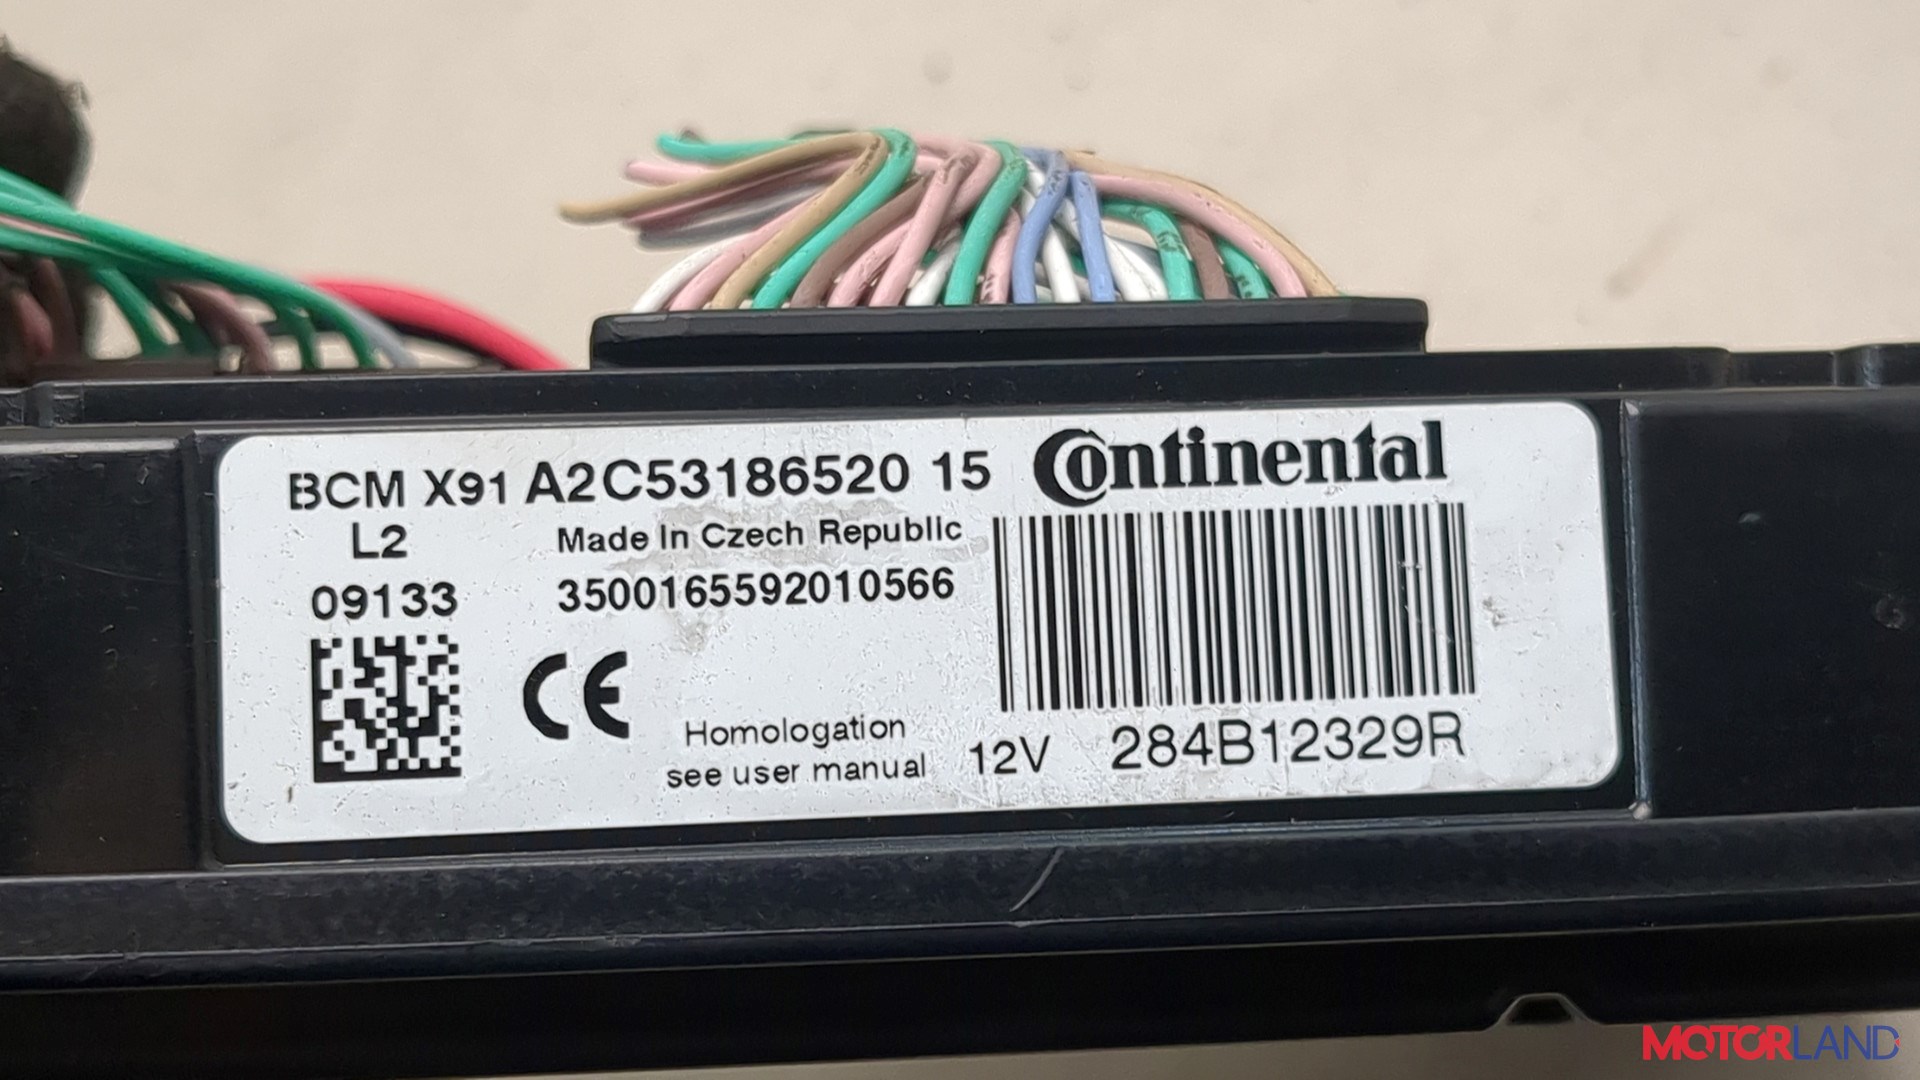 BCM X91 A2C53186520 15 Continental
L2 Made In Czech Republic
09133 3500165592010566
CE
Homologation
see user manual 12V 284B12329R
MOTORLAND